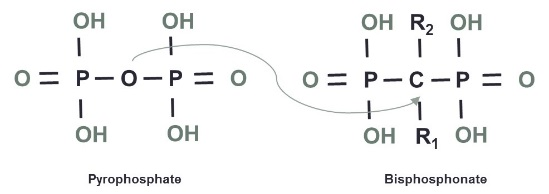 OH OH OH R₂ OH
O = P – O – P = O O = P – C – P = O
OH OH OH R₁ OH
Pyrophosphate Bisphosphonate